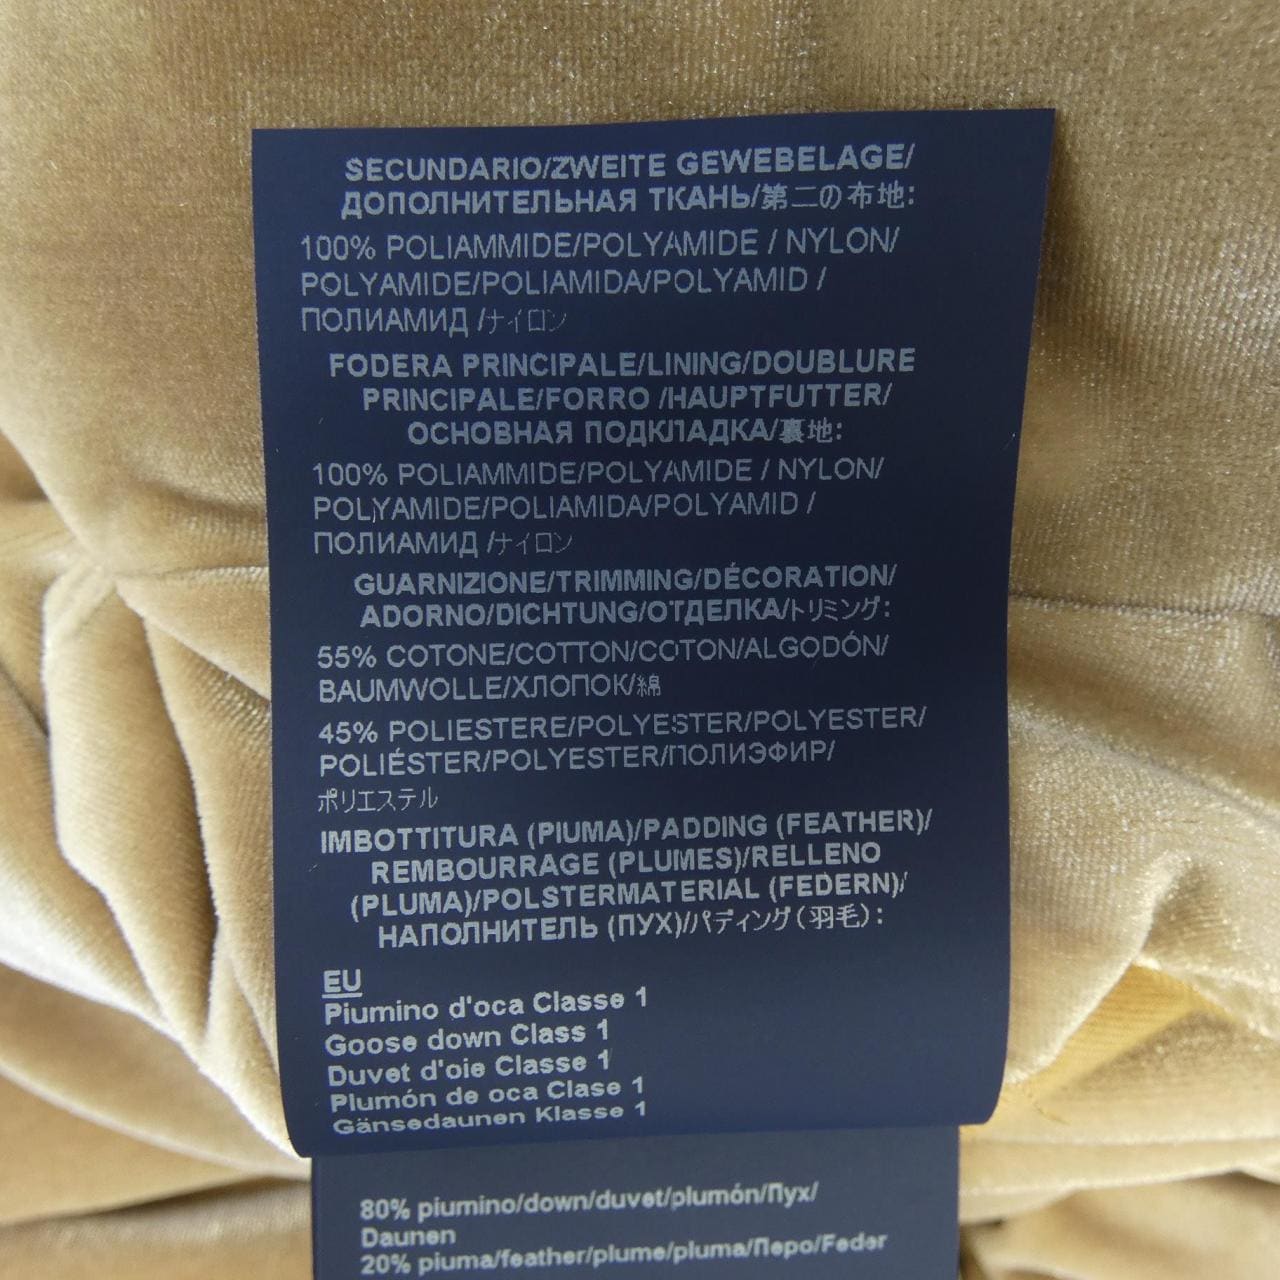 SECUNDARIO/ZWEITE GEWEBELAGE/
ДОПОЛНИТЕЛЬНАЯ ТКАНЬ/第二の布地:
100% POLIAMMIDE/POLYAMIDE / NYLON/
POLYAMIDE/POLIAMIDA/POLYAMID /
ПОЛИАМИД /ナイロン
FODERA PRINCIPALE/LINING/DOUBLURE
PRINCIPALE/FORRO /HAUPTFUTTER/
ОСНОВНАЯ ПОДКЛАДКА/裏地:
100% POLIAMMIDE/POLYAMIDE / NYLON/
POLYAMIDE/POLIAMIDA/POLYAMID /
ПОЛИАМИД /ナイロン
GUARNIZIONE/TRIMMING/DÉCORATION/
ADORNO/DICHTUNG/ОТДЕЛКА/トリミング:
55% COTONE/COTTON/COTON/ALGODÓN/
BAUMWOLLE/ХЛОПОК/綿
45% POLIESTERE/POLYESTER/POLYESTER/
POLIÉSTER/POLYESTER/ПОЛИЭФИР/
ポリエステル
IMBOTTITURA (PIUMA)/PADDING (FEATHER)/
REMBOURRAGE (PLUMES)/RELLENO
(PLUMA)/POLSTERMATERIAL (FEDERN)/
НАПОЛНИТЕЛЬ (ПУХ)/パディング(羽毛):
EU
Piumino d'oca Classe 1
Goose down Class 1
Duvet d'oie Classe 1
Plumón de oca Clase 1
Gänsedaunen Klasse 1
80% piumino/down/duvet/plumón/Пух/
Daunen
20% piuma/feather/plume/pluma/Перо/Feder